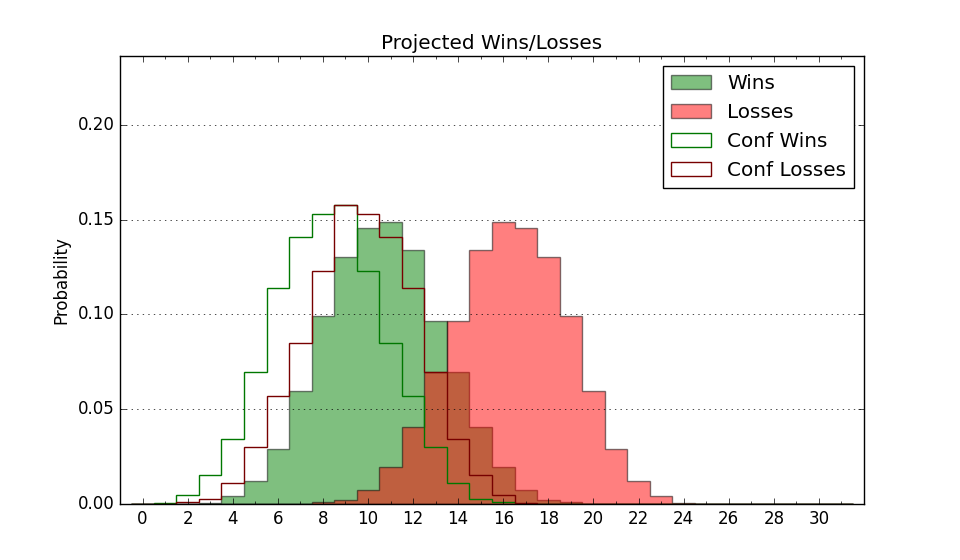 Projected Wins/Losses
Wins
Losses
Conf Wins
Conf Losses
Probability
0.20
0.15
0.10
0.05
0.00
0 2 4 6 8 10 12 14 16 18 20 22 24 26 28 30